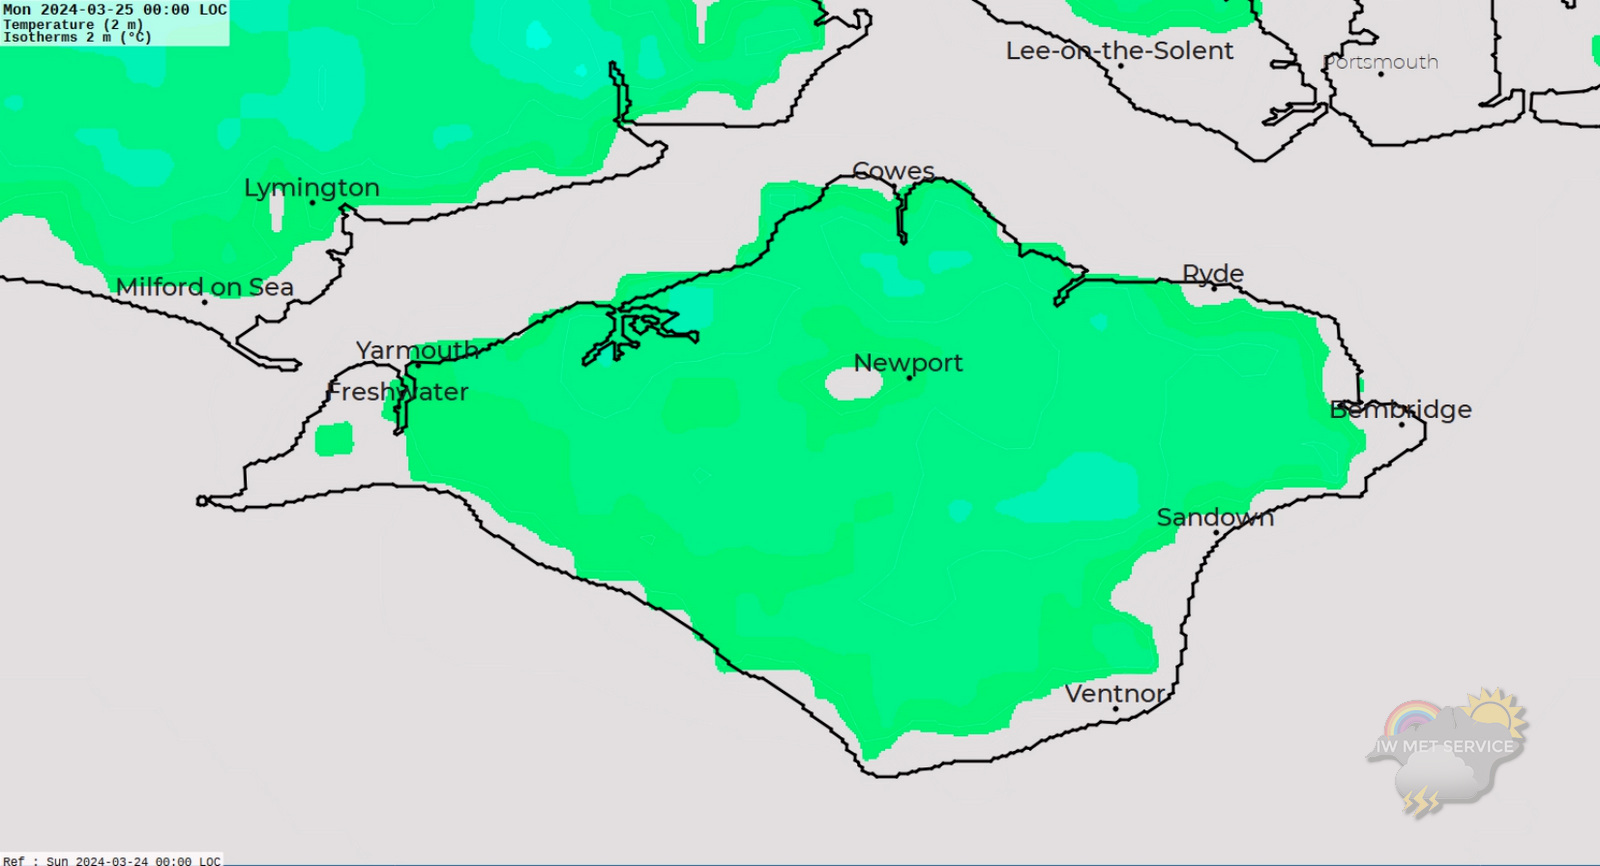 Mon 2024-03-25 00:00 LOC
Temperature (2 m)
Isotherms 2 m (°C)
Lee-on-the-Solent
Portsmouth
Cowes
Lymington
Ryde
Milford on Sea
Yarmouth
Newport
Freshwater
Bembridge
Sandown
Ventnor
IW MET SERVICE
Ref : Sun 2024-03-24 00:00 LOC